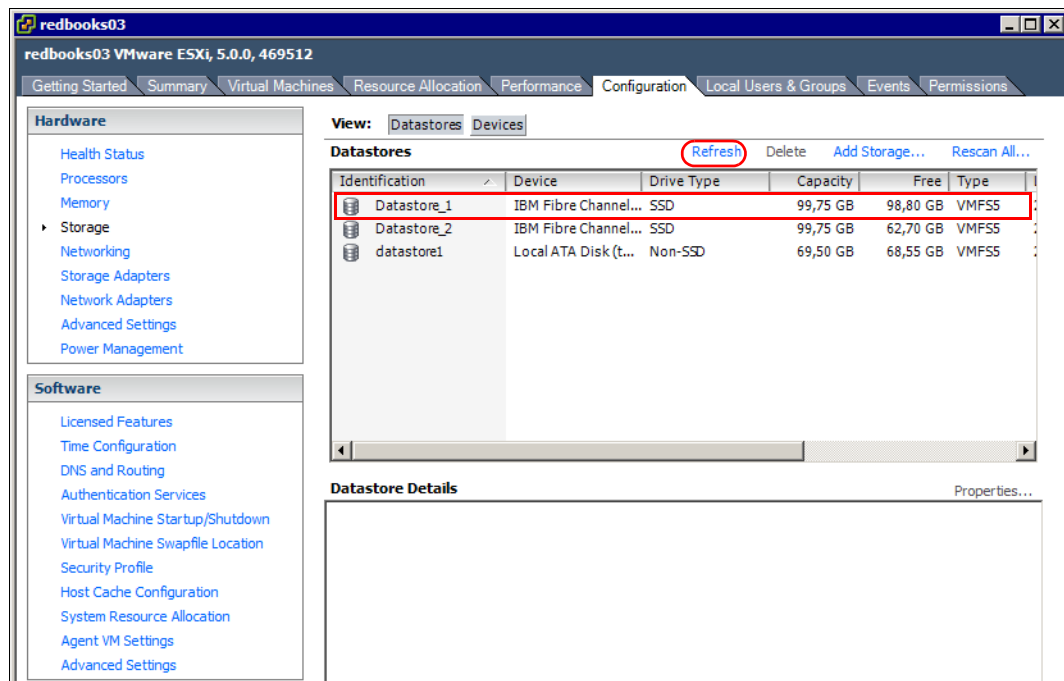 redbooks03
redbooks03 VMware ESXi, 5.0.0, 469512
Getting Started Summary Virtual Machines Resource Allocation Performance Configuration Local Users & Groups Events Permissions
Hardware
Health Status
Processors
Memory
Storage
Networking
Storage Adapters
Network Adapters
Advanced Settings
Power Management
Software
Licensed Features
Time Configuration
DNS and Routing
Authentication Services
Virtual Machine Startup/Shutdown
Virtual Machine Swapfile Location
Security Profile
Host Cache Configuration
System Resource Allocation
Agent VM Settings
Advanced Settings
View: Datastores Devices
Datastores Refresh Delete Add Storage... Rescan All...
Identification Device Drive Type Capacity Free Type
Datastore_1 IBM Fibre Channel... SSD 99,75 GB 98,80 GB VMFS5
Datastore_2 IBM Fibre Channel... SSD 99,75 GB 62,70 GB VMFS5
datastore1 Local ATA Disk (t... Non-SSD 69,50 GB 68,55 GB VMFS5
Datastore Details Properties...